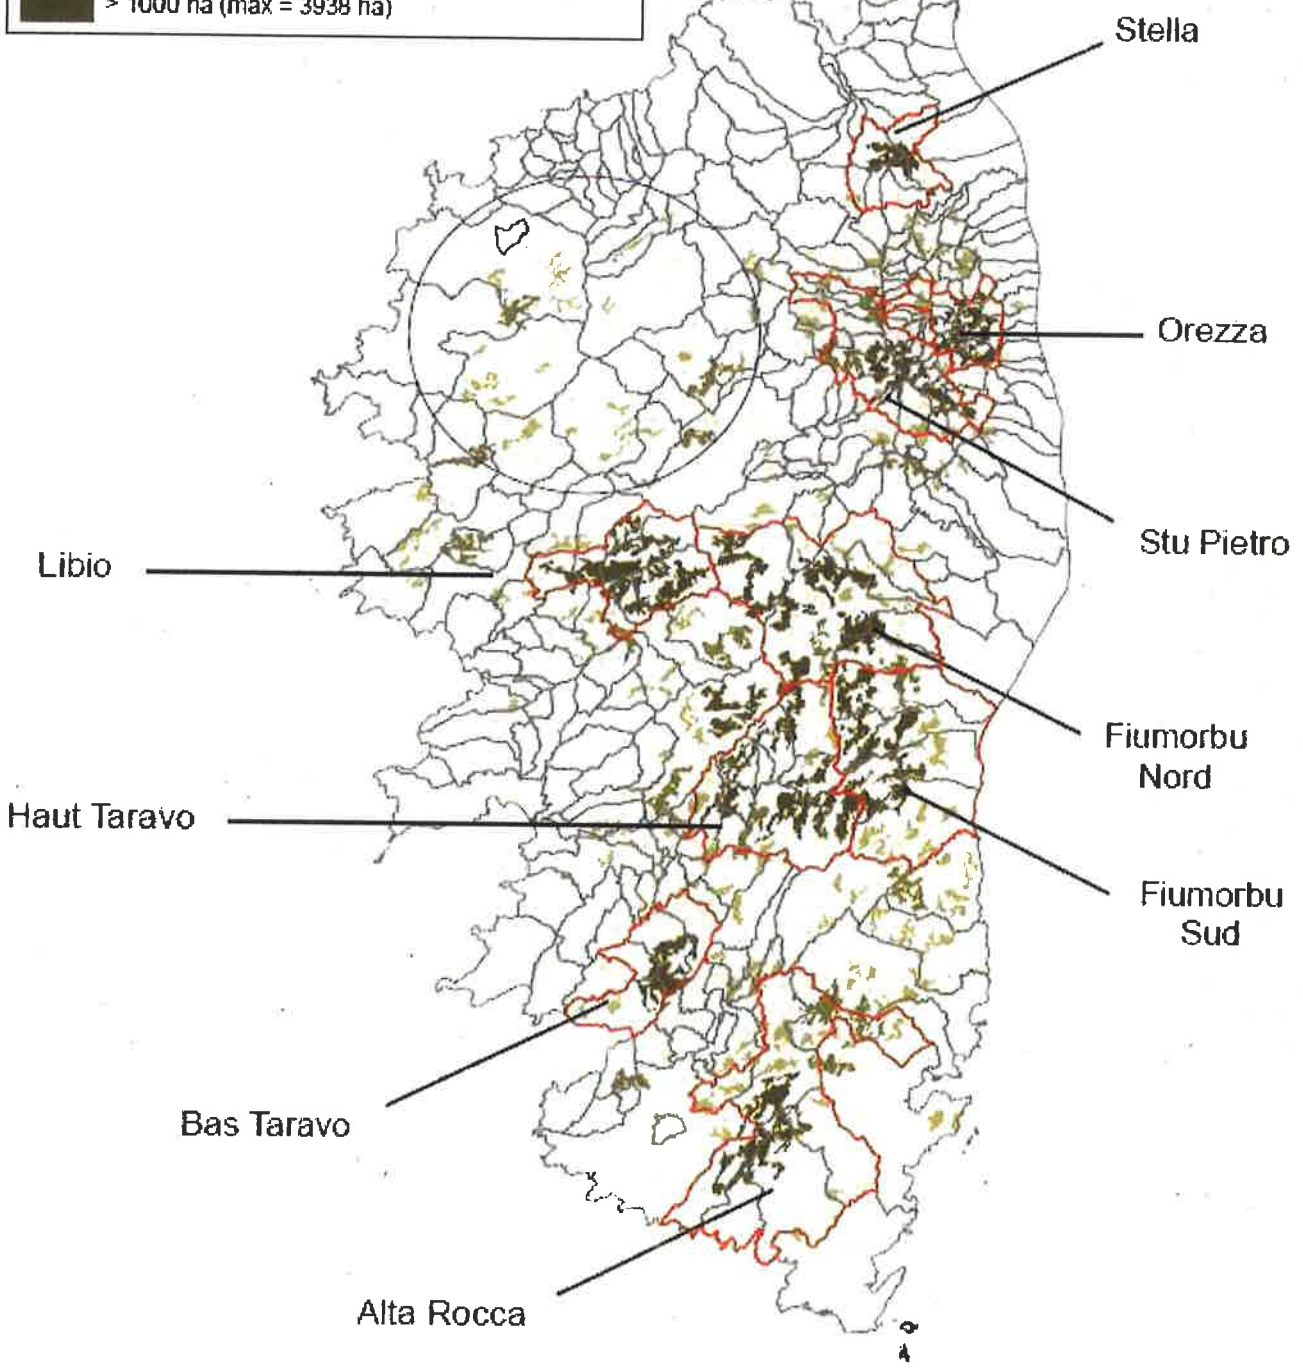 > 1000 ha (max = 3938 ha)
Stella
Orezza
Stu Pietro
Libio
Fiumorbu
Nord
Haut Taravo
Fiumorbu
Sud
Bas Taravo
Alta Rocca